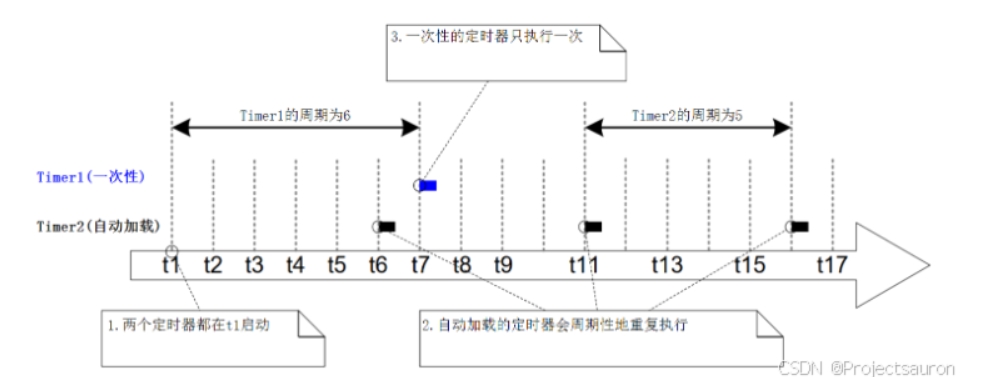 3.一次性的定时器只执行一次
Timer1的周期为6
Timer2的周期为5
Timer1(一次性)
Timer2(自动加载)
t1 t2 t3 t4 t5 t6 t7 t8 t9 t11 t13 t15 t17
1.两个定时器都在t1启动
2.自动加载的定时器会周期性地重复执行
CSDN @Projectsauron